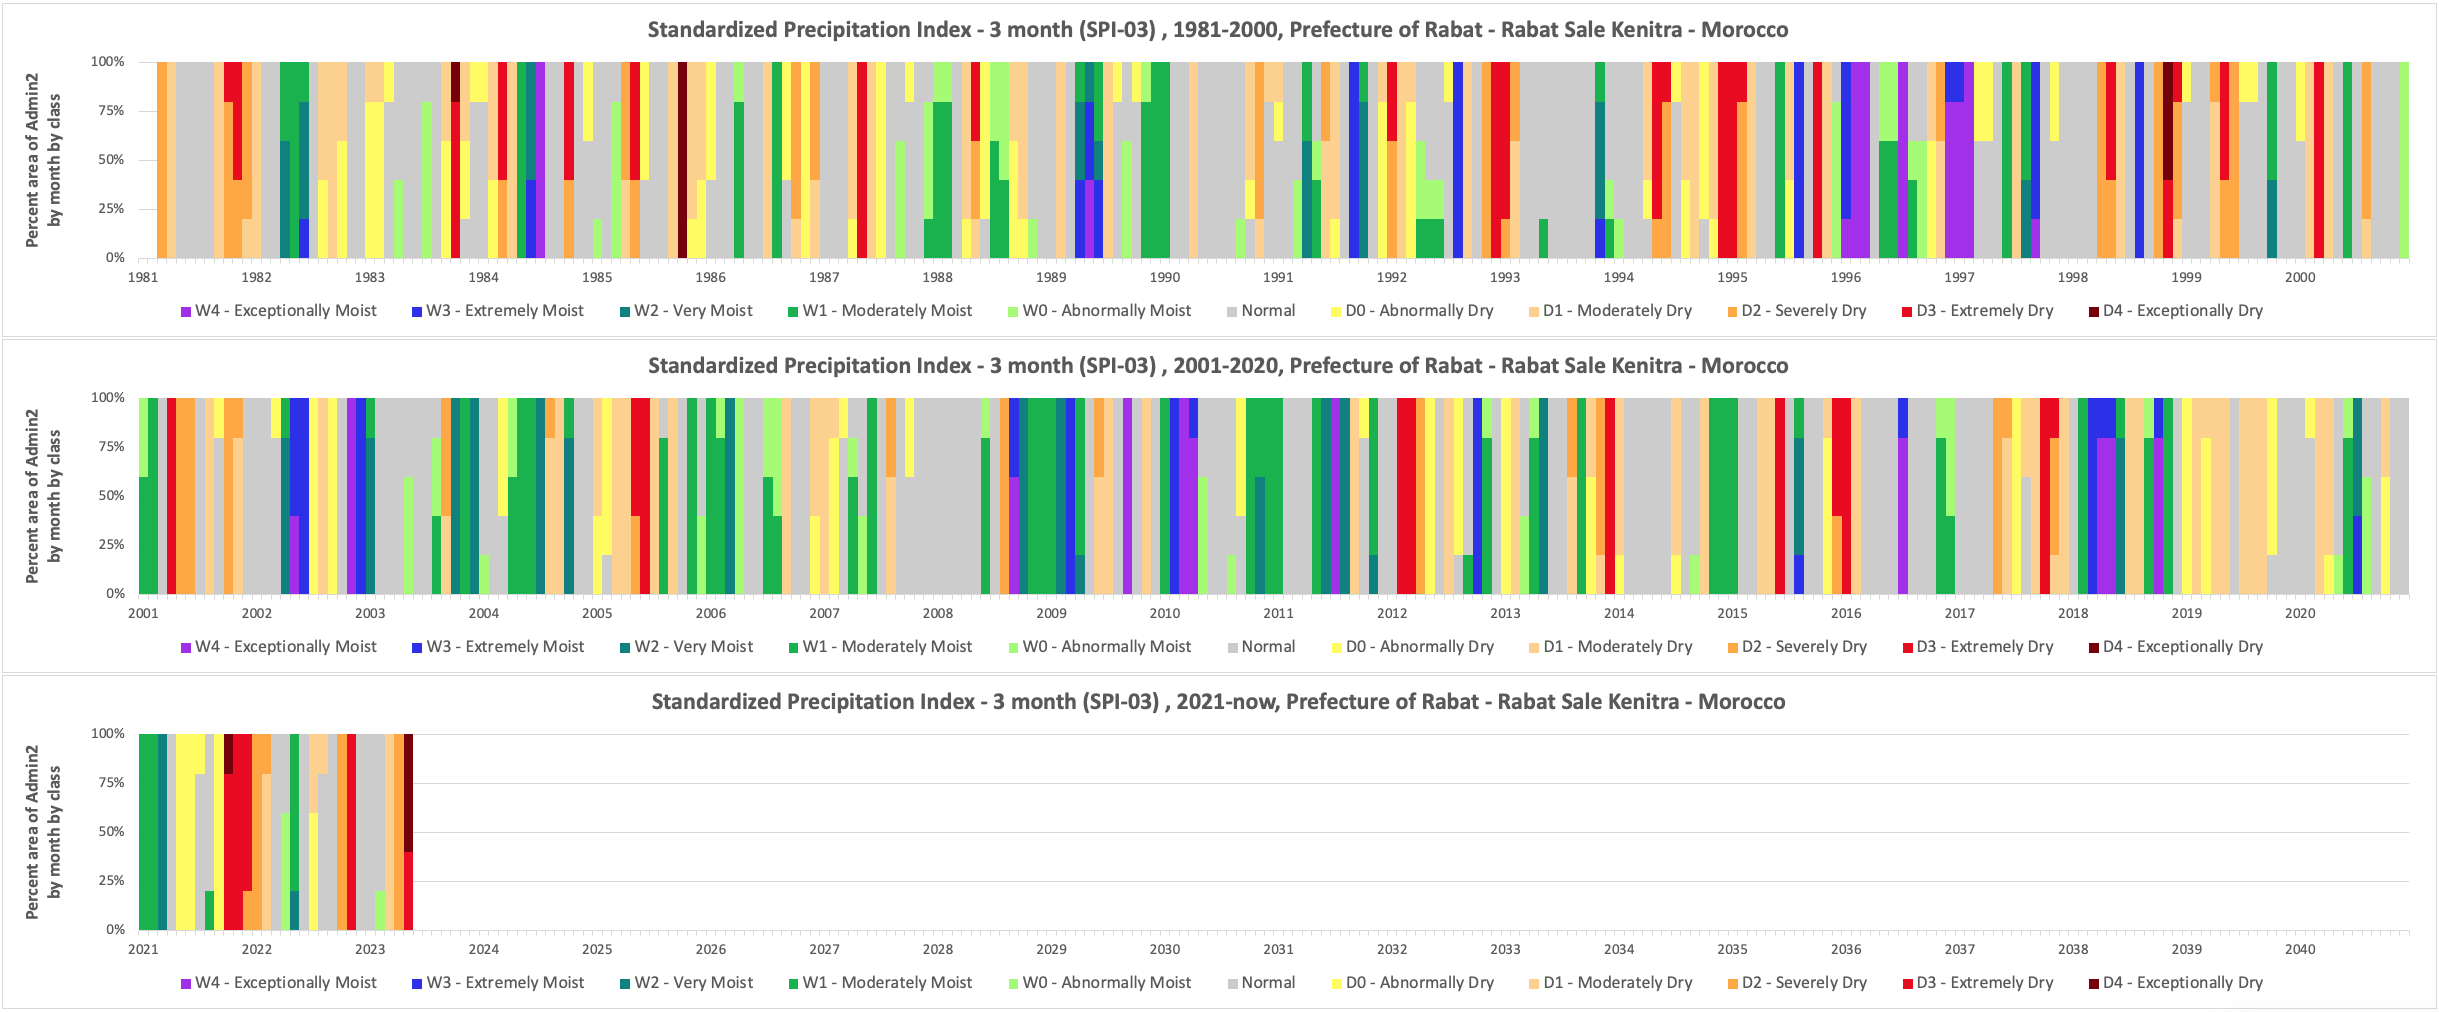 Standardized Precipitation Index - 3 month (SPI-03) , 1981-2000, Prefecture of Rabat - Rabat Sale Kenitra - Morocco
Percent area of Admin2
by month by class
100%
75%
50%
25%
0%
1981 1982 1983 1984 1985 1986 1987 1988 1989 1990 1991 1992 1993 1994 1995 1996 1997 1998 1999 2000
W4 - Exceptionally Moist W3 - Extremely Moist W2 - Very Moist W1 - Moderately Moist W0 - Abnormally Moist Normal D0 - Abnormally Dry D1 - Moderately Dry D2 - Severely Dry D3 - Extremely Dry D4 - Exceptionally Dry
Standardized Precipitation Index - 3 month (SPI-03) , 2001-2020, Prefecture of Rabat - Rabat Sale Kenitra - Morocco
Percent area of Admin2
by month by class
100%
75%
50%
25%
0%
2001 2002 2003 2004 2005 2006 2007 2008 2009 2010 2011 2012 2013 2014 2015 2016 2017 2018 2019 2020
W4 - Exceptionally Moist W3 - Extremely Moist W2 - Very Moist W1 - Moderately Moist W0 - Abnormally Moist Normal D0 - Abnormally Dry D1 - Moderately Dry D2 - Severely Dry D3 - Extremely Dry D4 - Exceptionally Dry
Standardized Precipitation Index - 3 month (SPI-03) , 2021-now, Prefecture of Rabat - Rabat Sale Kenitra - Morocco
Percent area of Admin2
by month by class
100%
75%
50%
25%
0%
2021 2022 2023 2024 2025 2026 2027 2028 2029 2030 2031 2032 2033 2034 2035 2036 2037 2038 2039 2040
W4 - Exceptionally Moist W3 - Extremely Moist W2 - Very Moist W1 - Moderately Moist W0 - Abnormally Moist Normal D0 - Abnormally Dry D1 - Moderately Dry D2 - Severely Dry D3 - Extremely Dry D4 - Exceptionally Dry